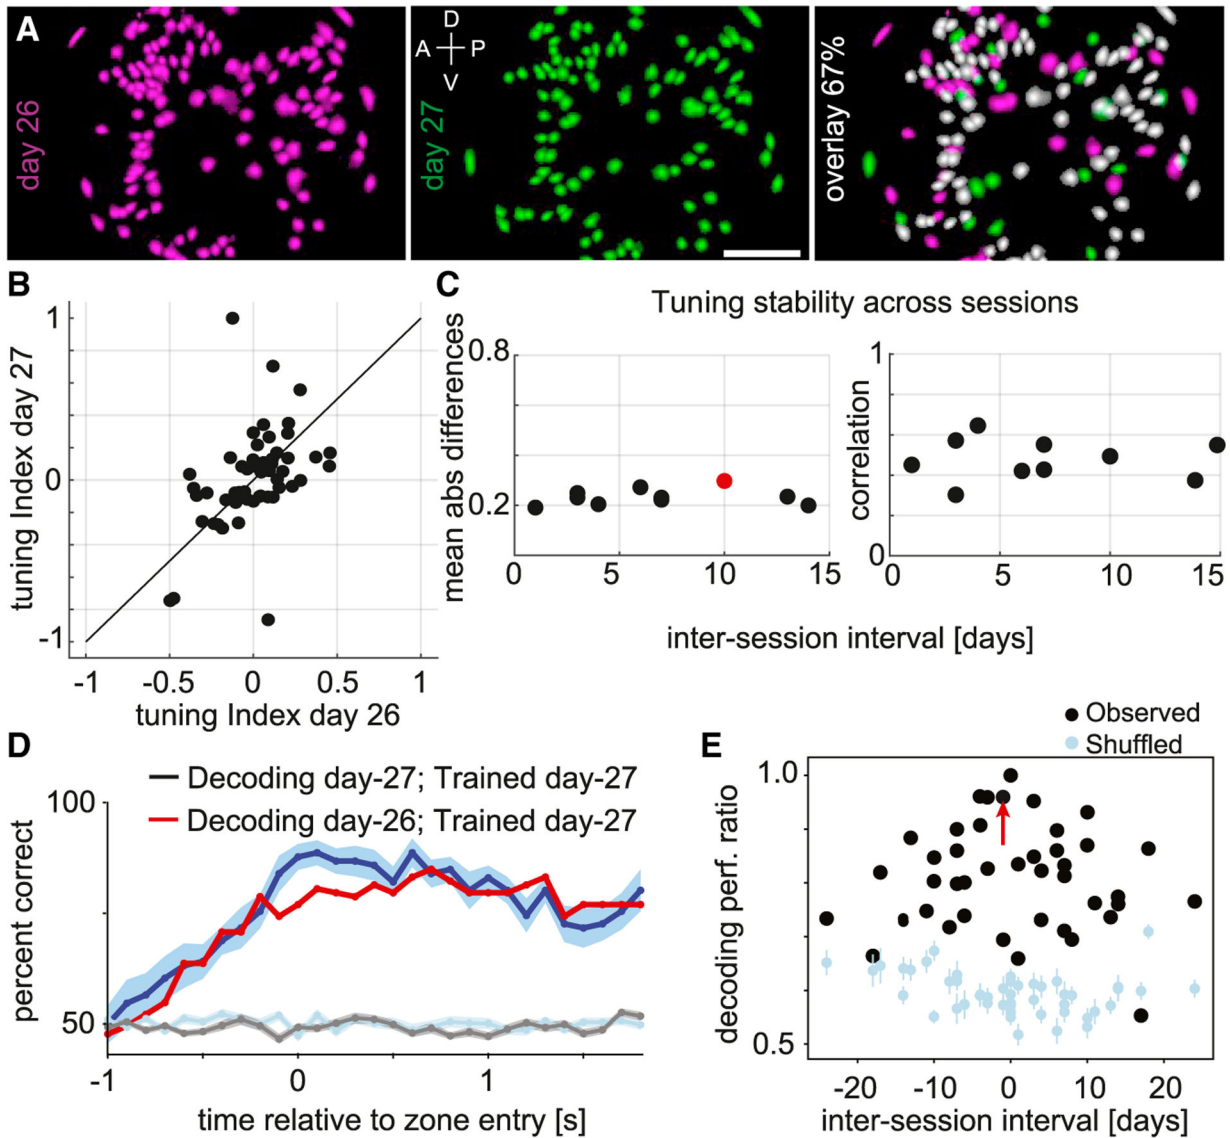 A
day 26
D
A
P
V
day 27
overlay 67%
B
1
0
-1
-1
-0.5
0
0.5
1
tuning Index day 27
tuning Index day 26
C
Tuning stability across sessions
mean abs differences
0.8
0.2
0
5
10
15
correlation
1
0
0
5
10
15
inter-session interval [days]
D
Decoding day-27; Trained day-27
Decoding day-26; Trained day-27
percent correct
100
50
-1
0
1
time relative to zone entry [s]
E
Observed
Shuffled
decoding perf. ratio
1.0
0.5
-20
-10
0
10
20
inter-session interval [days]